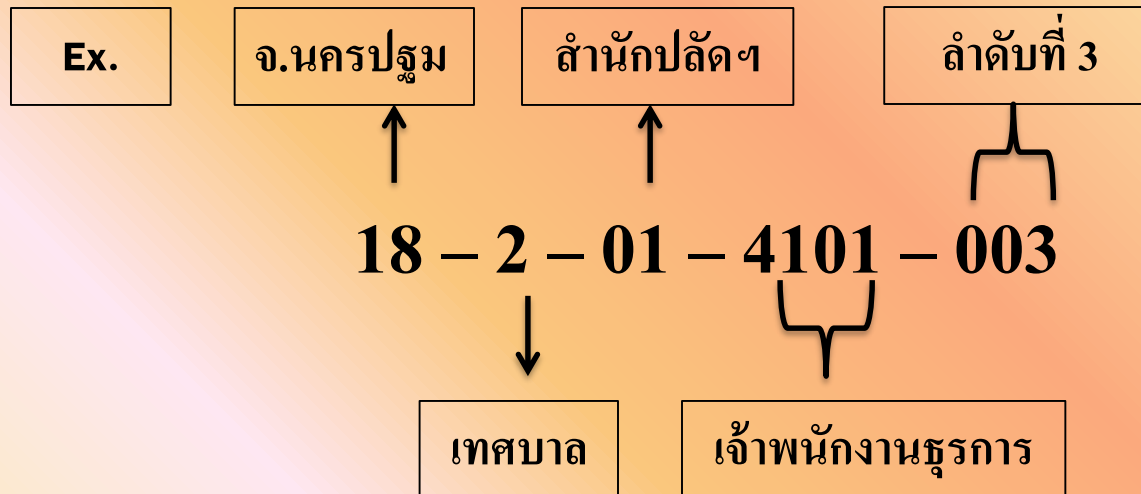 Ex.
จ.นครปฐม
สำนักปลัดฯ
ลำดับที่ 3
18 – 2 – 01 – 4101 – 003
เทศบาล
เจ้าพนักงานธุรการ